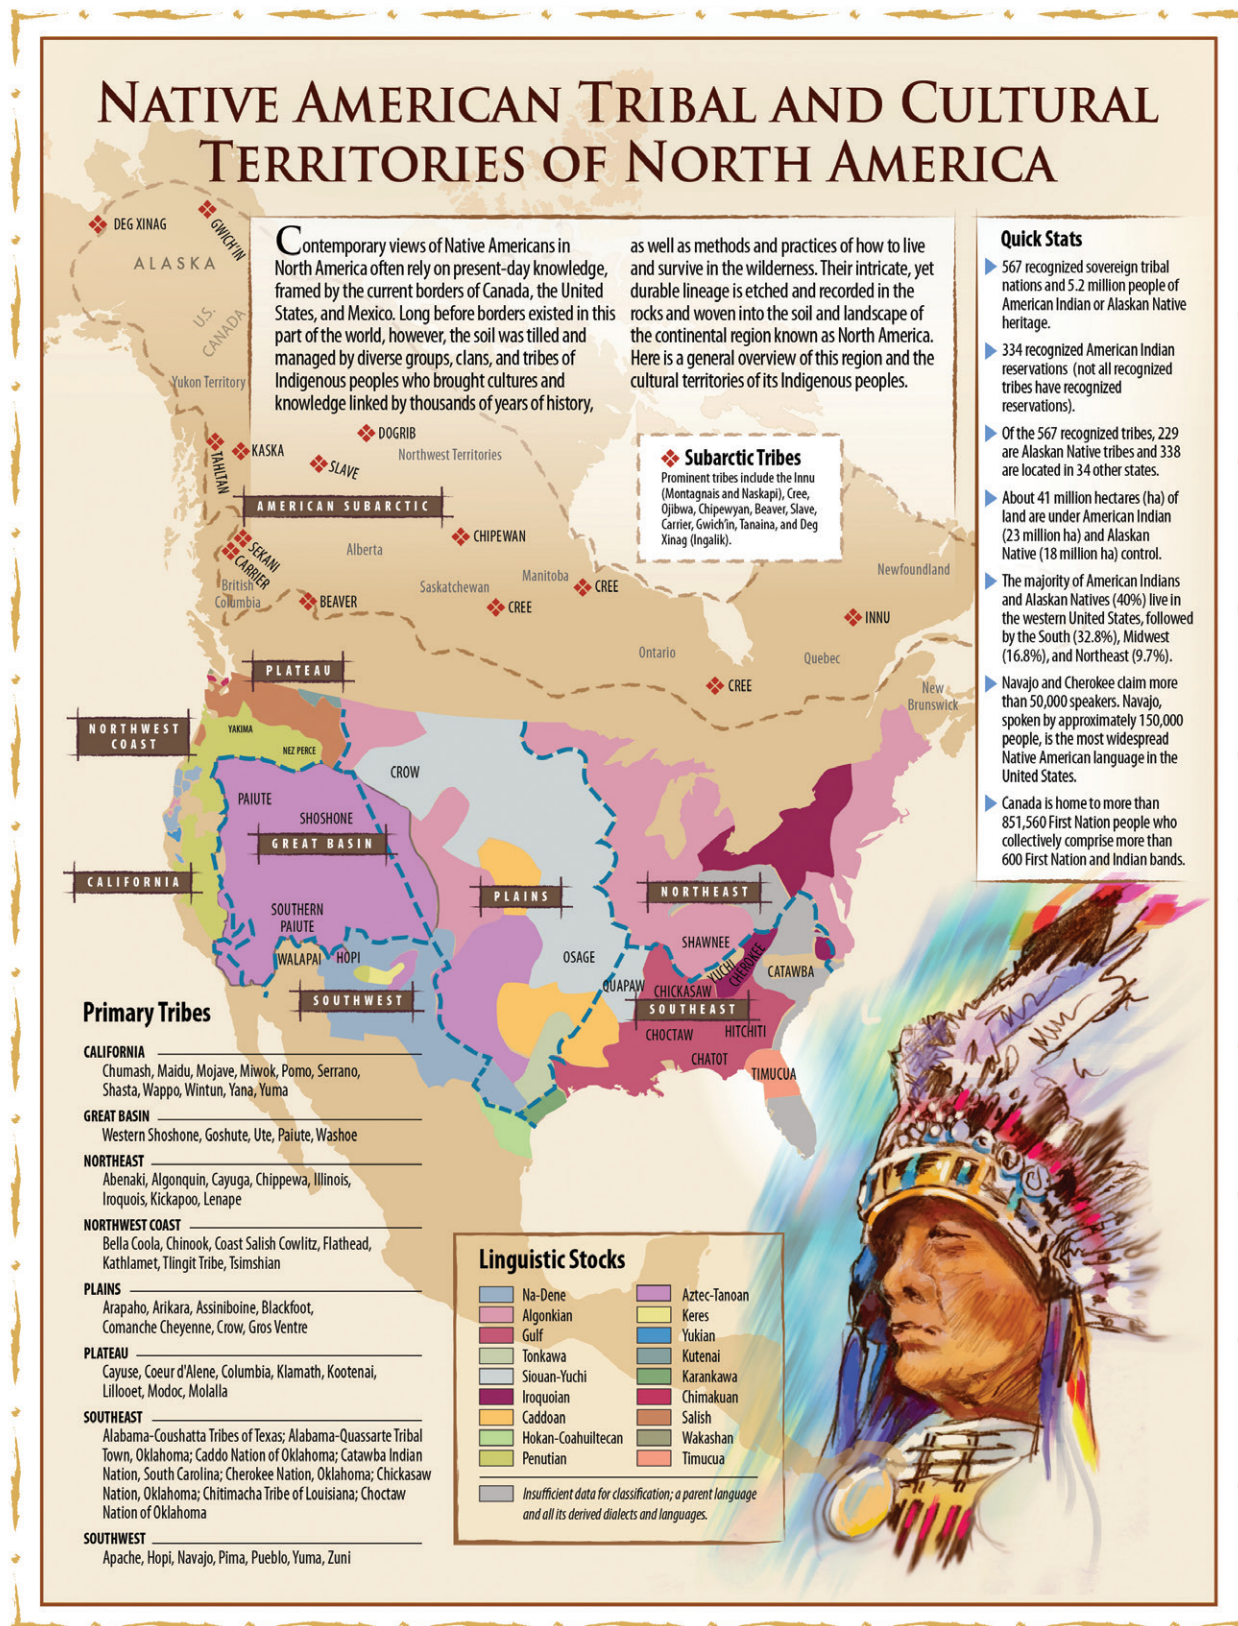 NATIVE AMERICAN TRIBAL AND CULTURAL
TERRITORIES OF NORTH AMERICA
Contemporary views of Native Americans in
North America often rely on present-day knowledge,
framed by the current borders of Canada, the United
States, and Mexico. Long before borders existed in this
part of the world, however, the soil was tilled and
managed by diverse groups, clans, and tribes of
Indigenous peoples who brought cultures and
knowledge linked by thousands of years of history,
as well as methods and practices of how to live
and survive in the wilderness. Their intricate, yet
durable lineage is etched and recorded in the
rocks and woven into the soil and landscape of
the continental region known as North America.
Here is a general overview of this region and the
cultural territories of its Indigenous peoples.
Quick Stats
567 recognized sovereign tribal
nations and 5.2 million people of
American Indian or Alaskan Native
heritage.
334 recognized American Indian
reservations (not all recognized
tribes have recognized
reservations).
Of the 567 recognized tribes, 229
are Alaskan Native tribes and 338
are located in 34 other states.
About 41 million hectares (ha) of
land are under American Indian
(23 million ha) and Alaskan
Native (18 million ha) control.
The majority of American Indians
and Alaskan Natives (40%) live in
the western United States, followed
by the South (32.8%), Midwest
(16.8%), and Northeast (9.7%).
Navajo and Cherokee claim more
than 50,000 speakers. Navajo,
spoken by approximately 150,000
people, is the most widespread
Native American language in the
United States.
Canada is home to more than
851,560 First Nation people who
collectively comprise more than
600 First Nation and Indian bands.
DEG XINAG
GWICH'IN
ALASKA
U.S.
CANADA
Yukon Territory
DOGRIB
KASKA
TAHLTAN
SLAVE
Northwest Territories
AMERICAN SUBARCTIC
Subarctic Tribes
Prominent tribes include the Innu
(Montagnais and Naskapi), Cree,
Ojibwa, Chipewyan, Beaver, Slave,
Carrier, Gwich'in, Tanaina, and Deg
Xinag (Ingalik).
SEKANI
CARRIER
British
Columbia
Alberta
CHIPEWAN
Saskatchewan
Manitoba
CREE
CREE
BEAVER
Newfoundland
INNU
Ontario
Quebec
CREE
New
Brunswick
PLATEAU
NORTHWEST
COAST
YAKIMA
NEZ PERCE
CROW
PAIUTE
SHOSHONE
GREAT BASIN
CALIFORNIA
PLAINS
NORTHEAST
SOUTHERN
PAIUTE
WALAPAI
HOPI
SOUTHWEST
OSAGE
SHAWNEE
YUCHI
CHEROKEE
CATAWBA
QUAPAW
CHICKASAW
SOUTHEAST
CHOCTAW
HITCHITI
CHATOT
TIMUCUA
Primary Tribes
CALIFORNIA
Chumash, Maidu, Mojave, Miwok, Pomo, Serrano,
Shasta, Wappo, Wintun, Yana, Yuma
GREAT BASIN
Western Shoshone, Goshute, Ute, Paiute, Washoe
NORTHEAST
Abenaki, Algonquin, Cayuga, Chippewa, Illinois,
Iroquois, Kickapoo, Lenape
NORTHWEST COAST
Bella Coola, Chinook, Coast Salish Cowlitz, Flathead,
Kathlamet, Tlingit Tribe, Tsimshian
PLAINS
Arapaho, Arikara, Assiniboine, Blackfoot,
Comanche Cheyenne, Crow, Gros Ventre
PLATEAU
Cayuse, Coeur d'Alene, Columbia, Klamath, Kootenai,
Lillooet, Modoc, Molalla
SOUTHEAST
Alabama-Coushatta Tribes of Texas; Alabama-Quassarte Tribal
Town, Oklahoma; Caddo Nation of Oklahoma; Catawba Indian
Nation, South Carolina; Cherokee Nation, Oklahoma; Chickasaw
Nation, Oklahoma; Chitimacha Tribe of Louisiana; Choctaw
Nation of Oklahoma
SOUTHWEST
Apache, Hopi, Navajo, Pima, Pueblo, Yuma, Zuni
Linguistic Stocks
Na-Dene
Algonkian
Gulf
Tonkawa
Siouan-Yuchi
Iroquoian
Caddoan
Hokan-Coahuiltecan
Penutian
Aztec-Tanoan
Keres
Yukian
Kutenai
Karankawa
Chimakuan
Salish
Wakashan
Timucua
Insufficient data for classification; a parent language
and all its derived dialects and languages.